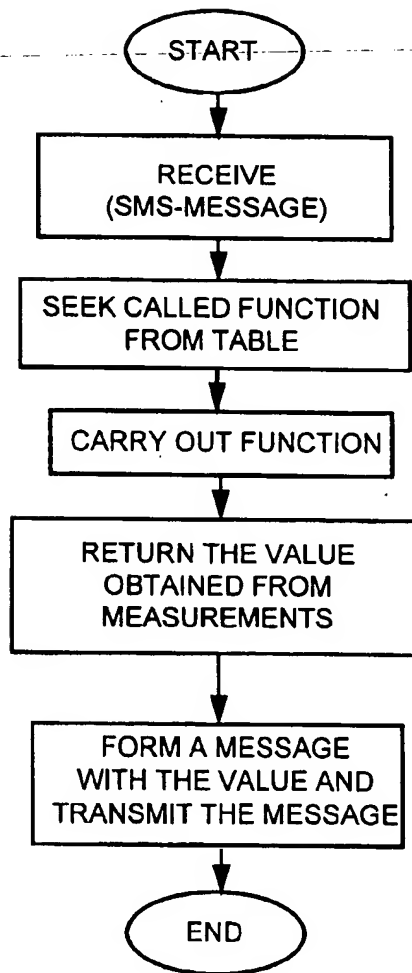 START
RECEIVE
(SMS-MESSAGE)
SEEK CALLED FUNCTION
FROM TABLE
CARRY OUT FUNCTION
RETURN THE VALUE
OBTAINED FROM
MEASUREMENTS
FORM A MESSAGE
WITH THE VALUE AND
TRANSMIT THE MESSAGE
END